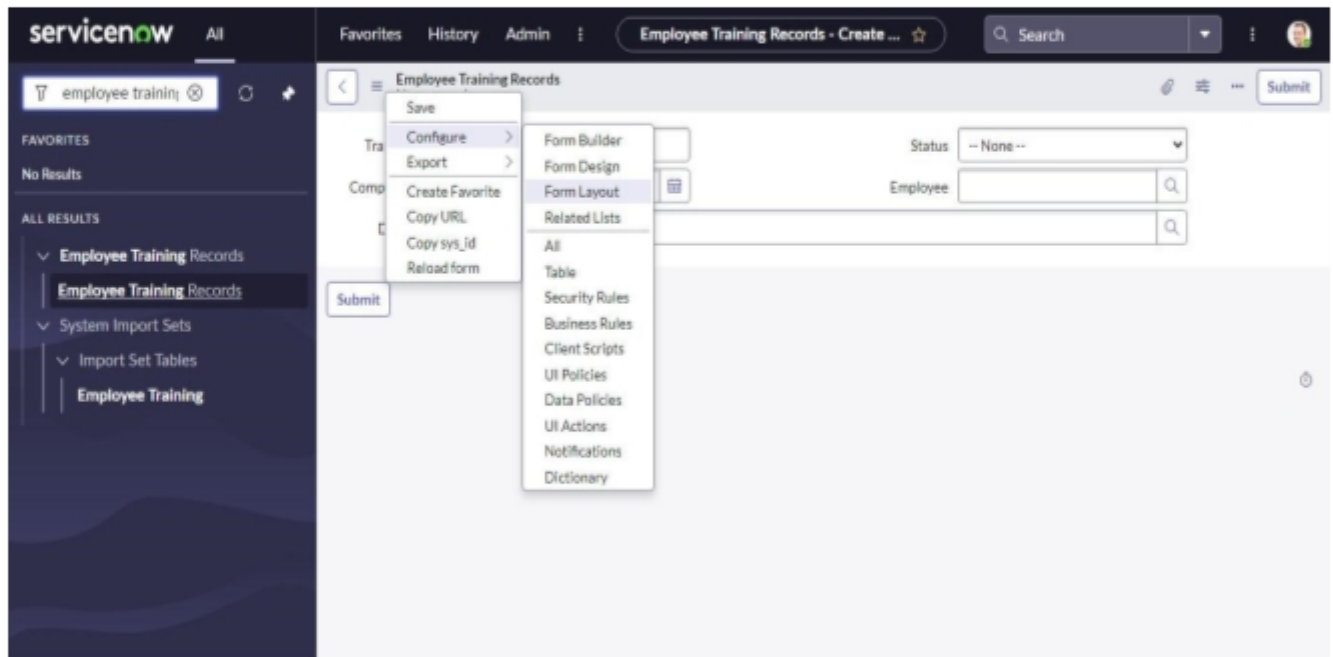 servicenow All Favorites History Admin Employee Training Records - Create ... Search
employee training
Employee Training Records
Submit
FAVORITES
No Results
ALL RESULTS
Employee Training Records
Employee Training Records
System Import Sets
Import Set Tables
Employee Training
Save
Configure
Export
Create Favorite
Copy URL
Copy sys_id
Reload form
Form Builder
Form Design
Form Layout
Related Lists
All
Table
Security Rules
Business Rules
Client Scripts
UI Policies
Data Policies
UI Actions
Notifications
Dictionary
Tra
Comp
Status -- None --
Employee
Submit